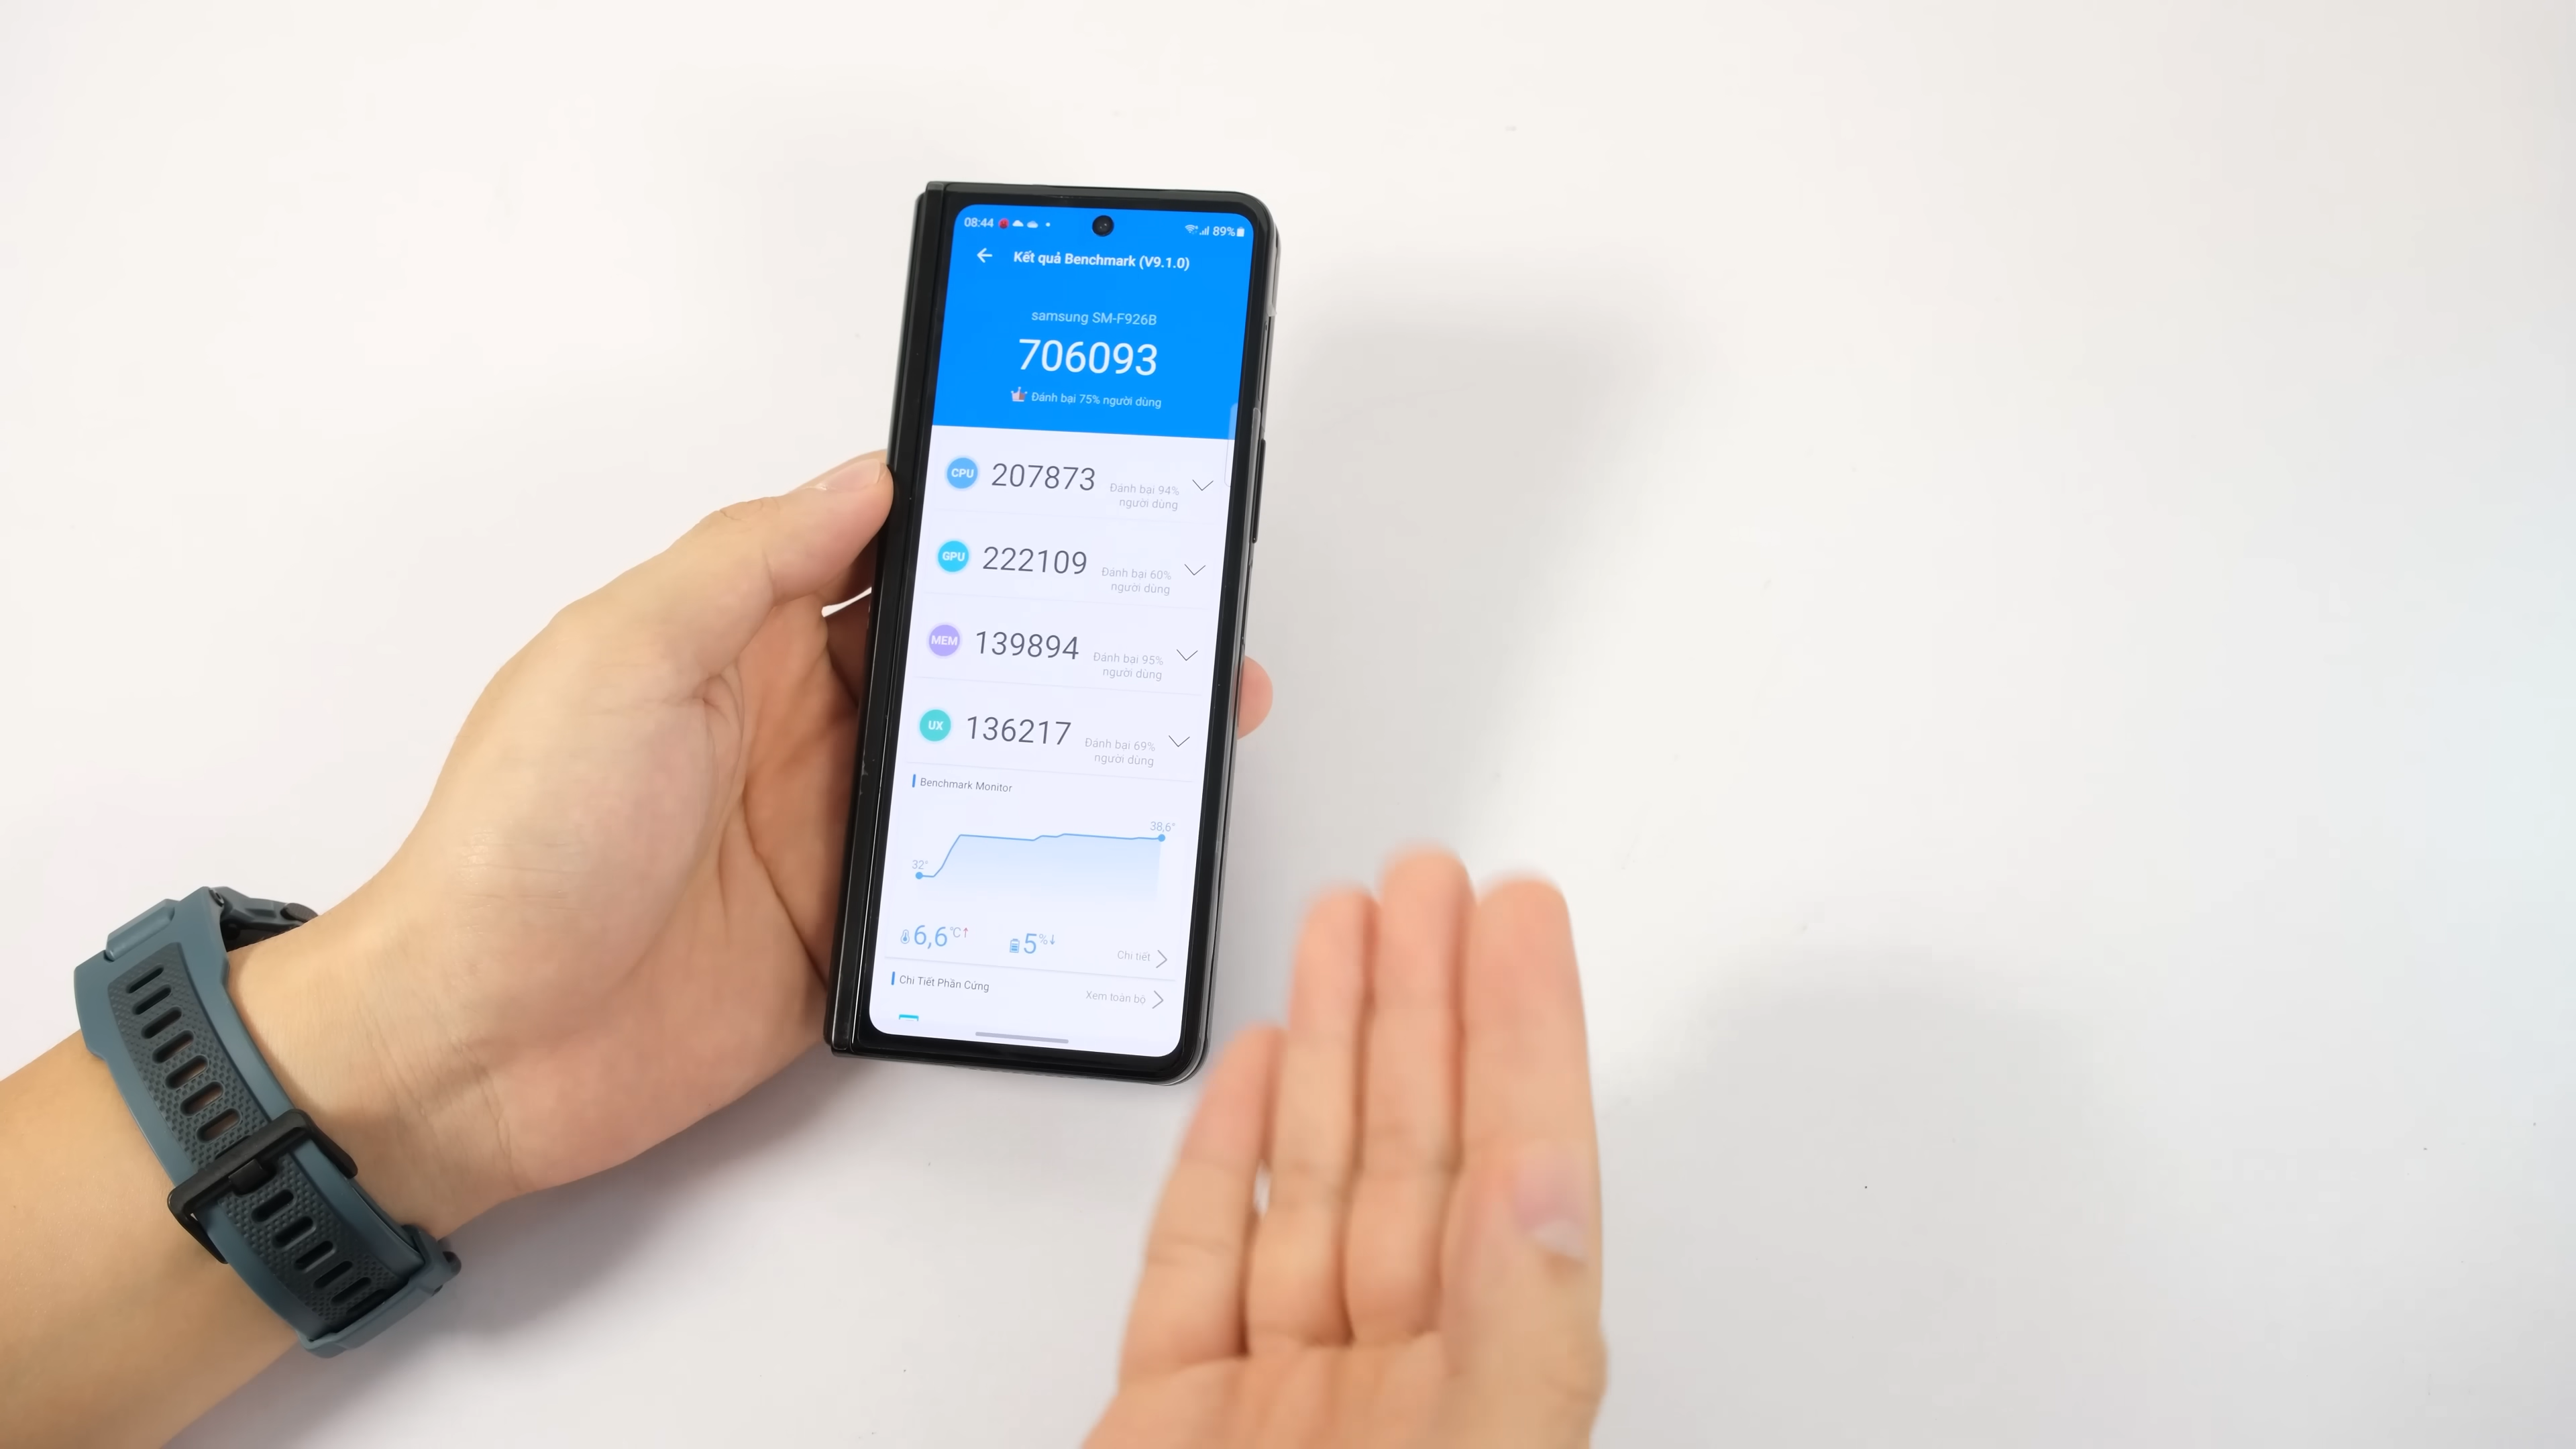 08:44
89%
Kết quả Benchmark (V9.1.0)
samsung SM-F926B
706093
Đánh bại 75% người dùng
CPU 207873 Đánh bại 94%
người dùng
GPU 222109 Đánh bại 60%
người dùng
MEM 139894 Đánh bại 95%
người dùng
UX 136217 Đánh bại 69%
người dùng
Benchmark Monitor
38,6°
32°
6,6 °C↑ 5 %↓ Chi tiết
Chi Tiết Phần Cứng Xem toàn bộ